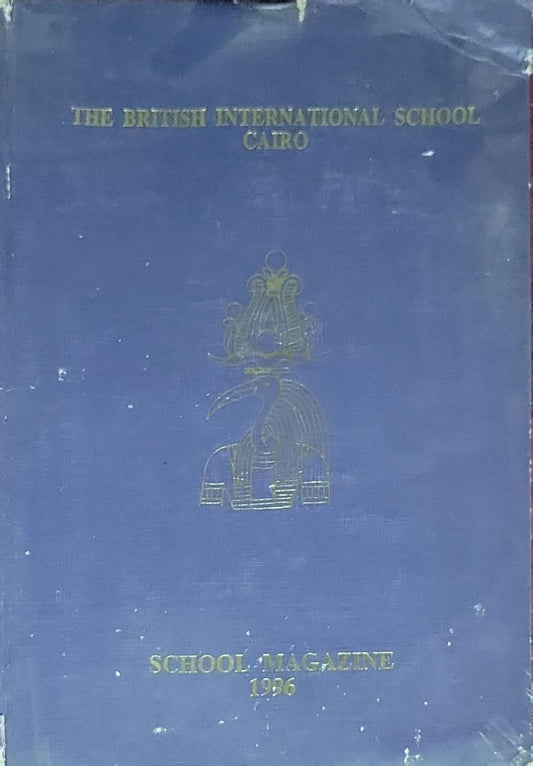 THE BRITISH INTERNATIONAL SCHOOL
CAIRO
SCHOOL MAGAZINE
1996